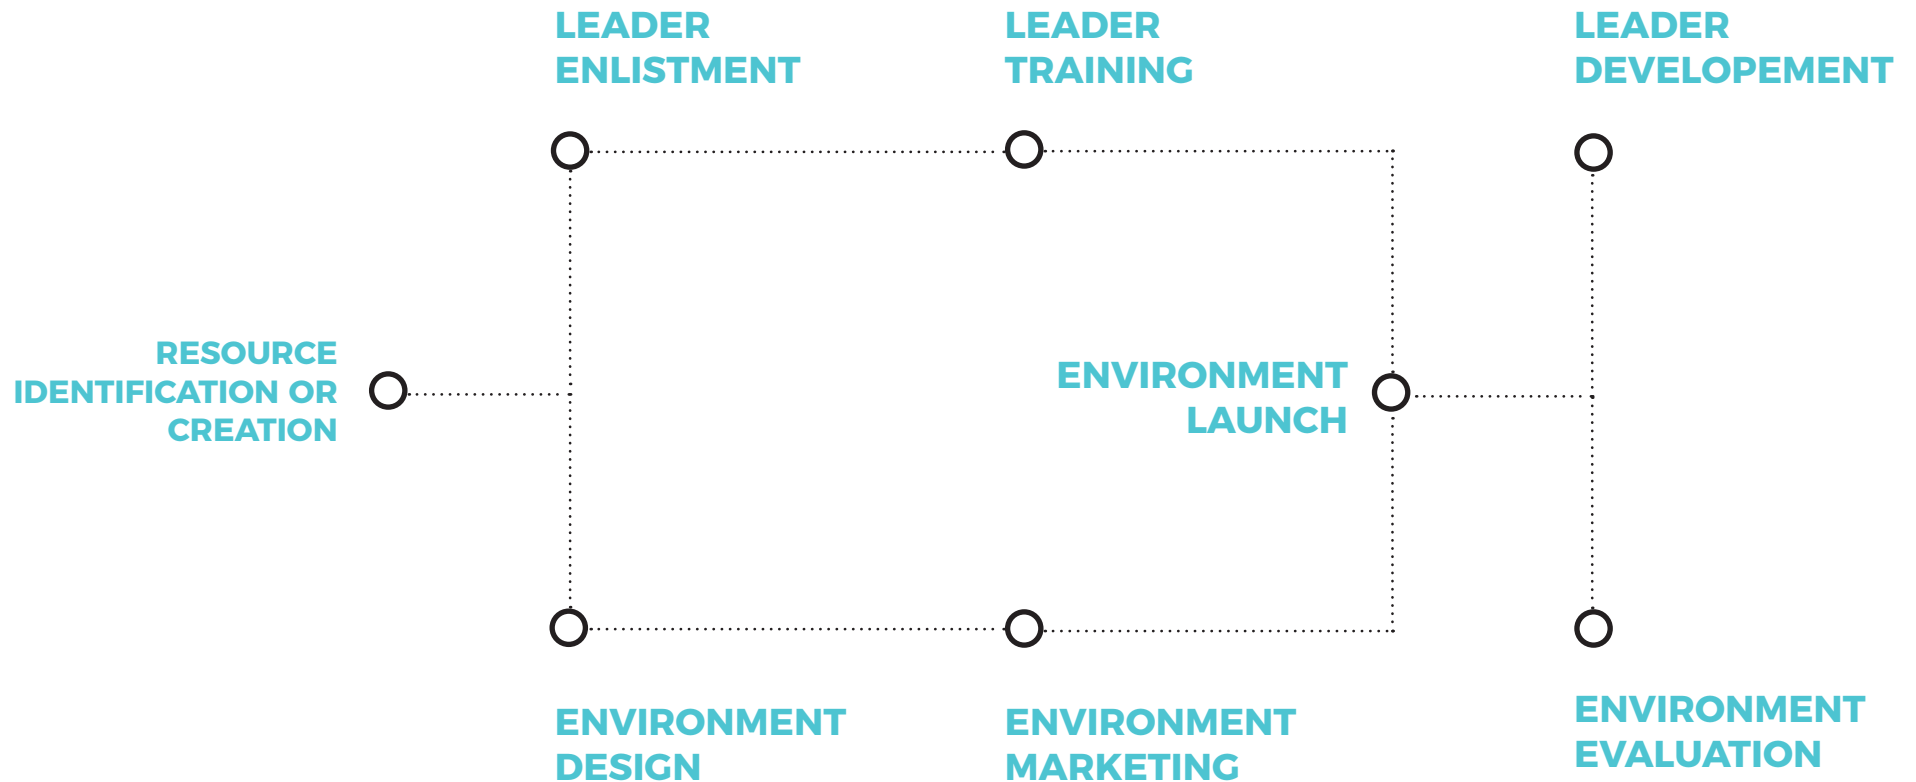 LEADER
ENLISTMENT
LEADER
TRAINING
LEADER
DEVELOPEMENT
RESOURCE
IDENTIFICATION OR
CREATION
ENVIRONMENT
LAUNCH
ENVIRONMENT
DESIGN
ENVIRONMENT
MARKETING
ENVIRONMENT
EVALUATION